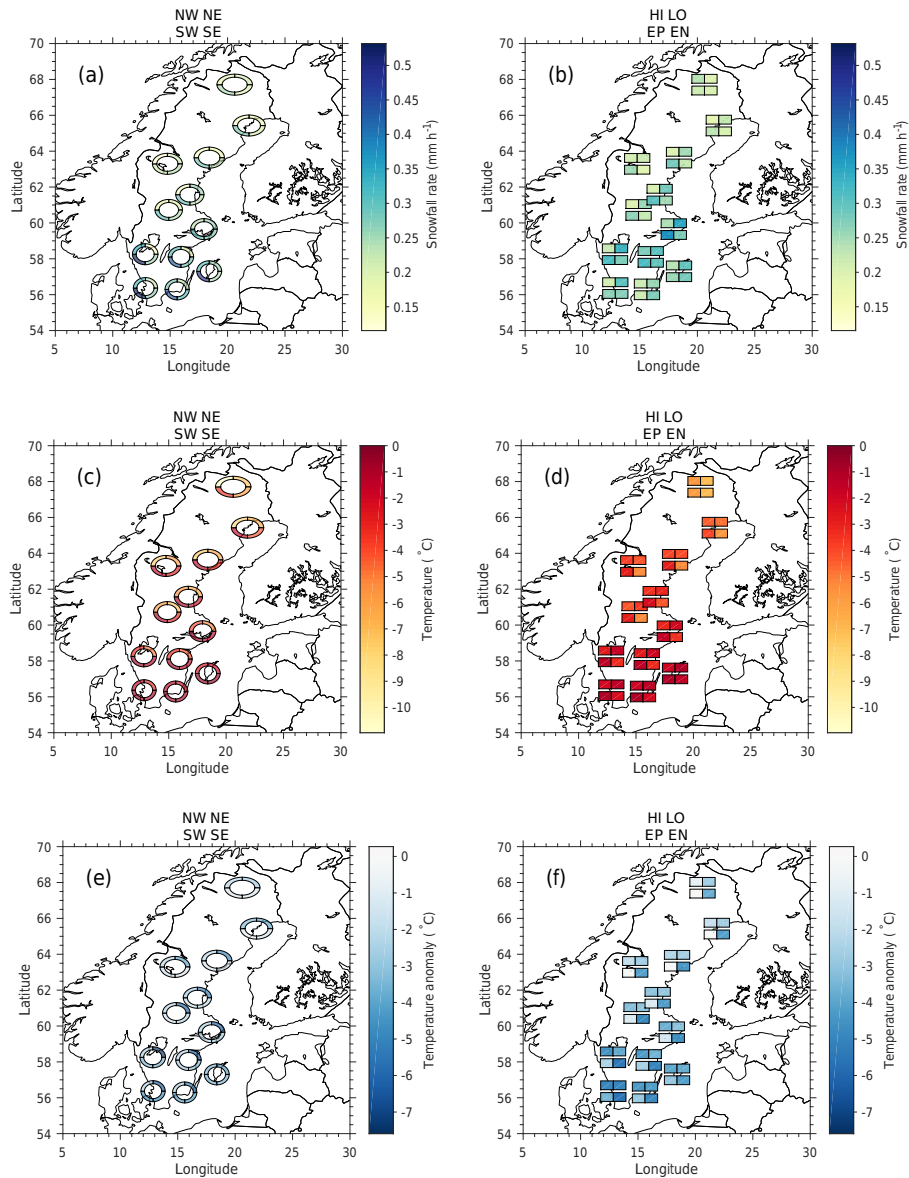 NW NE
SW SE
HI LO
EP EN
(a)
70
68
66
64
62
60
58
56
54
Latitude
5 10 15 20 25 30
Longitude
0.5
0.45
0.4
0.35
0.3
0.25
0.2
0.15
Snowfall rate (mm h⁻¹)
(b)
70
68
66
64
62
60
58
56
54
Latitude
5 10 15 20 25 30
Longitude
0.5
0.45
0.4
0.35
0.3
0.25
0.2
0.15
Snowfall rate (mm h⁻¹)
NW NE
SW SE
HI LO
EP EN
(c)
70
68
66
64
62
60
58
56
54
Latitude
5 10 15 20 25 30
Longitude
0
-1
-2
-3
-4
-5
-6
-7
-8
-9
-10
Temperature (°C)
(d)
70
68
66
64
62
60
58
56
54
Latitude
5 10 15 20 25 30
Longitude
0
-1
-2
-3
-4
-5
-6
-7
-8
-9
-10
Temperature (°C)
NW NE
SW SE
HI LO
EP EN
(e)
70
68
66
64
62
60
58
56
54
Latitude
5 10 15 20 25 30
Longitude
0
-1
-2
-3
-4
-5
-6
-7
Temperature anomaly (°C)
(f)
70
68
66
64
62
60
58
56
54
Latitude
5 10 15 20 25 30
Longitude
0
-1
-2
-3
-4
-5
-6
-7
Temperature anomaly (°C)